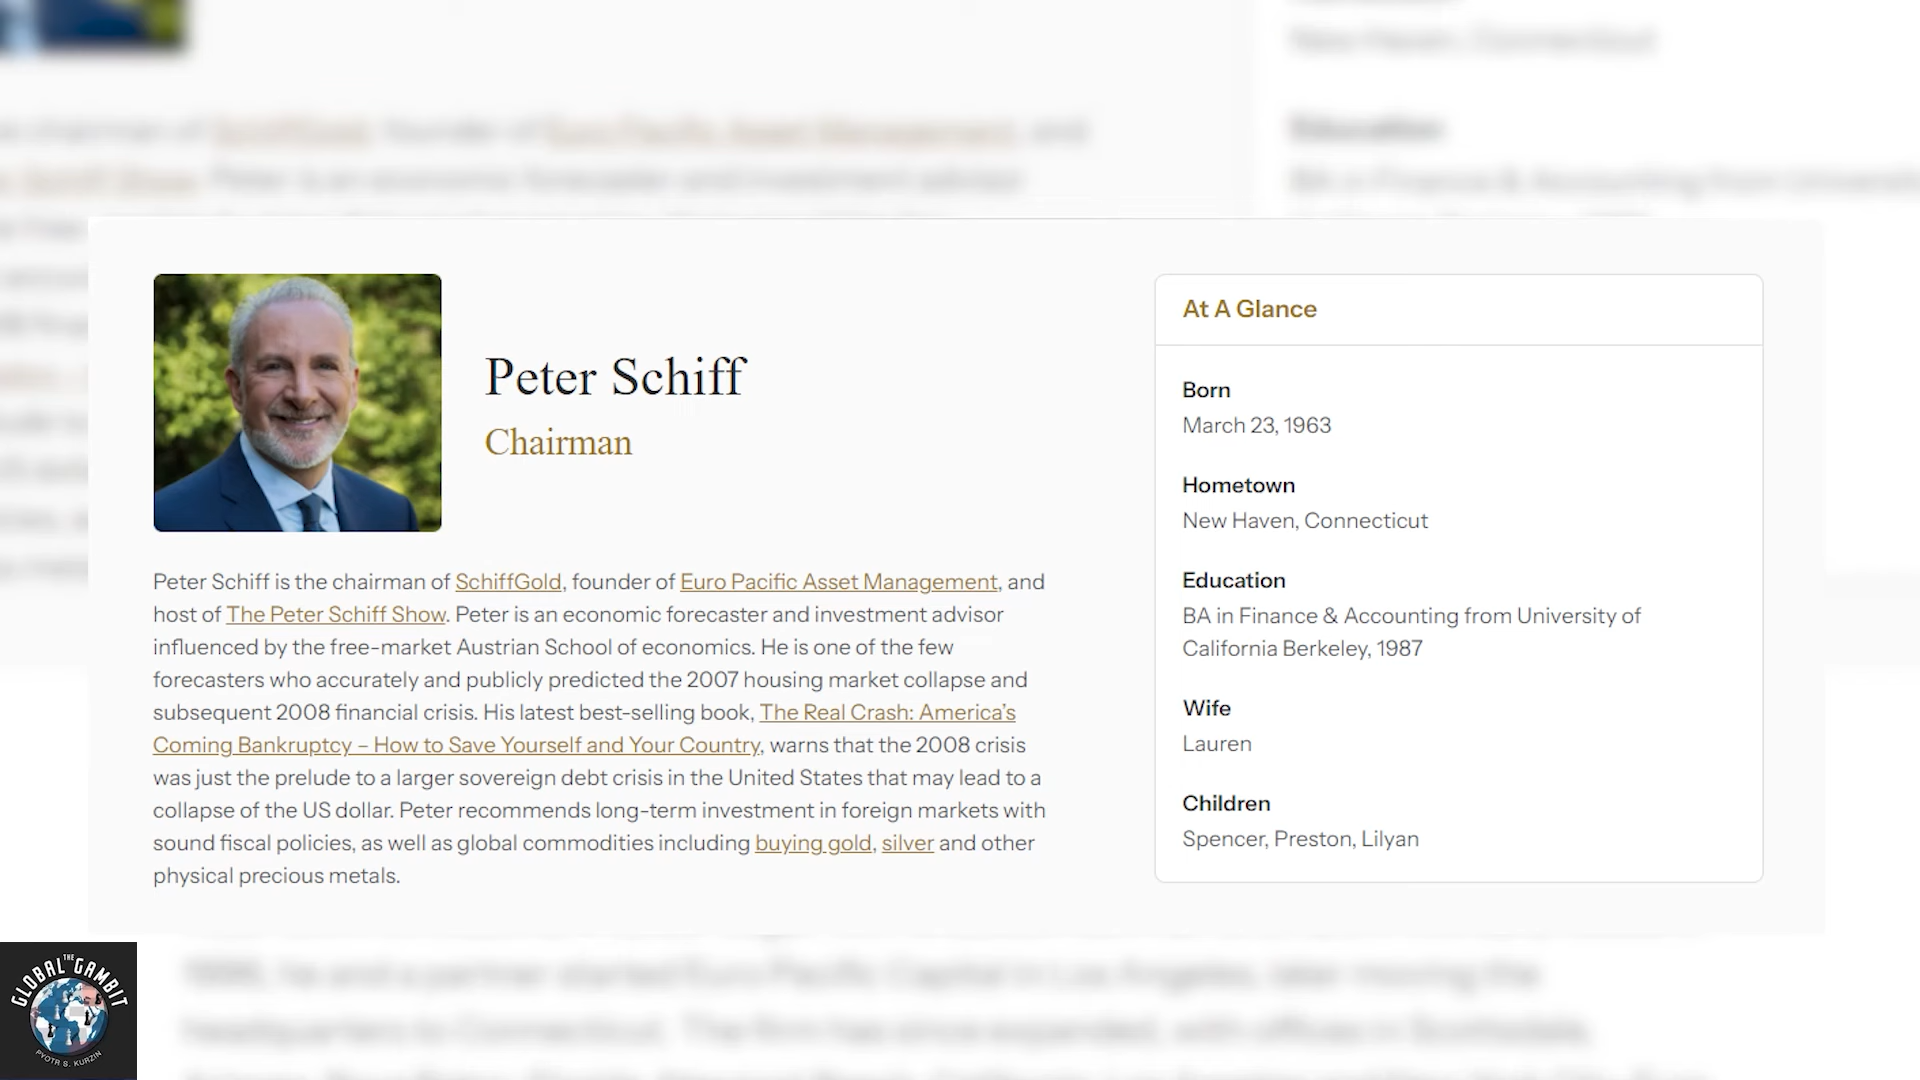 New Haven, Connecticut
Education
Peter Schiff
Chairman
Peter Schiff is the chairman of SchiffGold, founder of Euro Pacific Asset Management, and
host of The Peter Schiff Show. Peter is an economic forecaster and investment advisor
influenced by the free-market Austrian School of economics. He is one of the few
forecasters who accurately and publicly predicted the 2007 housing market collapse and
subsequent 2008 financial crisis. His latest best-selling book, The Real Crash: America’s
Coming Bankruptcy – How to Save Yourself and Your Country, warns that the 2008 crisis
was just the prelude to a larger sovereign debt crisis in the United States that may lead to a
collapse of the US dollar. Peter recommends long-term investment in foreign markets with
sound fiscal policies, as well as global commodities including buying gold, silver and other
physical precious metals.
At A Glance
Born
March 23, 1963
Hometown
New Haven, Connecticut
Education
BA in Finance & Accounting from University of
California Berkeley, 1987
Wife
Lauren
Children
Spencer, Preston, Lilyan
THE
GLOBAL GAMBIT
PYOTR S. KURZIN